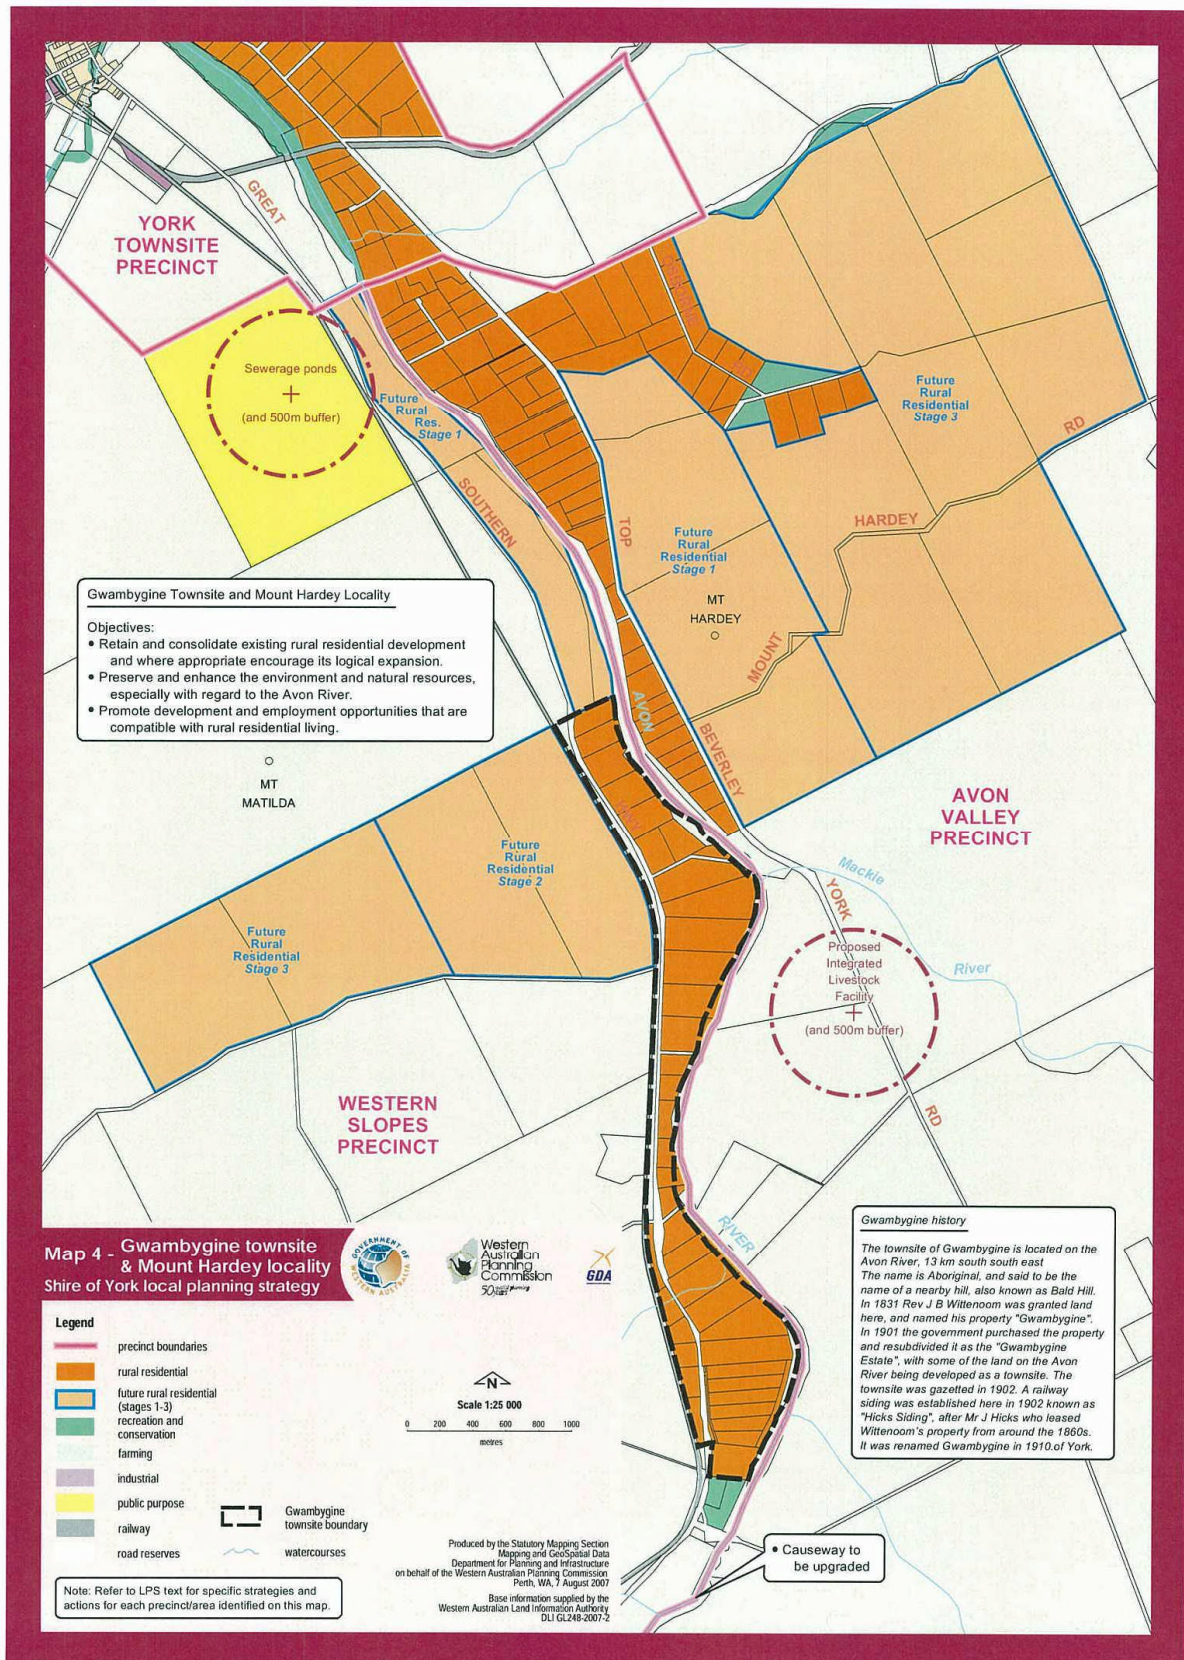 YORK
TOWNSITE
PRECINCT
GREAT
Sewerage ponds
(and 500m buffer)
Future
Rural
Res.
Stage 1
SOUTHERN
OSBORNE
RD
Future
Rural
Residential
Stage 3
RD
HARDEY
MOUNT
TOP
Future
Rural
Residential
Stage 1
MT
HARDEY
AVON
BEVERLEY
HWY
Gwambygine Townsite and Mount Hardey Locality
Objectives:
• Retain and consolidate existing rural residential development
and where appropriate encourage its logical expansion.
• Preserve and enhance the environment and natural resources,
especially with regard to the Avon River.
• Promote development and employment opportunities that are
compatible with rural residential living.
MT
MATILDA
AVON
VALLEY
PRECINCT
Future
Rural
Residential
Stage 2
Mackie
River
YORK
Future
Rural
Residential
Stage 3
Proposed
Integrated
Livestock
Facility
(and 500m buffer)
RD
WESTERN
SLOPES
PRECINCT
RIVER
Gwambygine history
The townsite of Gwambygine is located on the
Avon River, 13 km south south east
The name is Aboriginal, and said to be the
name of a nearby hill, also known as Bald Hill.
In 1831 Rev J B Wittenoom was granted land
here, and named his property "Gwambygine".
In 1901 the government purchased the property
and resubdivided it as the "Gwambygine
Estate", with some of the land on the Avon
River being developed as a townsite. The
townsite was gazetted in 1902. A railway
siding was established here in 1902 known as
"Hicks Siding", after Mr J Hicks who leased
Wittenoom's property from around the 1860s.
It was renamed Gwambygine in 1910.of York.
Map 4 - Gwambygine townsite
& Mount Hardey locality
Shire of York local planning strategy
GOVERNMENT OF
WESTERN AUSTRALIA
Western
Australian
Planning
Commission
GDA
Legend
precinct boundaries
rural residential
future rural residential
(stages 1-3)
recreation and
conservation
farming
industrial
public purpose
railway
road reserves
Gwambygine
townsite boundary
watercourses
N
Scale 1:25 000
0 200 400 600 800 1000
metres
Produced by the Statutory Mapping Section
Mapping and GeoSpatial Data
Department for Planning and Infrastructure
on behalf of the Western Australian Planning Commission
Perth, WA, 7 August 2007
Base information supplied by the
Western Australian Land Information Authority
DLI GL248-2007-2
Note: Refer to LPS text for specific strategies and
actions for each precinct/area identified on this map.
• Causeway to
be upgraded